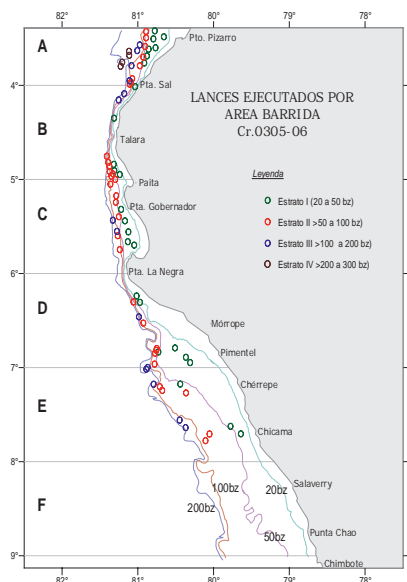 82° 81° 80° 79° 78°
A
Pto. Pizarro
4°
Pta. Sal
LANCES EJECUTADOS POR
AREA BARRIDA
Cr.0305-06
B
Talara
Leyenda
5°
Paita
Estrato I (20 a 50 bz)
C
Pta. Gobernador
Estrato II >50 a 100 bz)
Estrato III >100 a 200 bz)
Estrato IV >200 a 300 bz)
6°
Pta. La Negra
D
Mórrope
Pimentel
7°
Chérrepe
E
Chicama
8°
Salaverry
100bz 20bz
200bz
F
50bz
Punta Chao
9°
Chimbote
82° 81° 80° 79° 78°